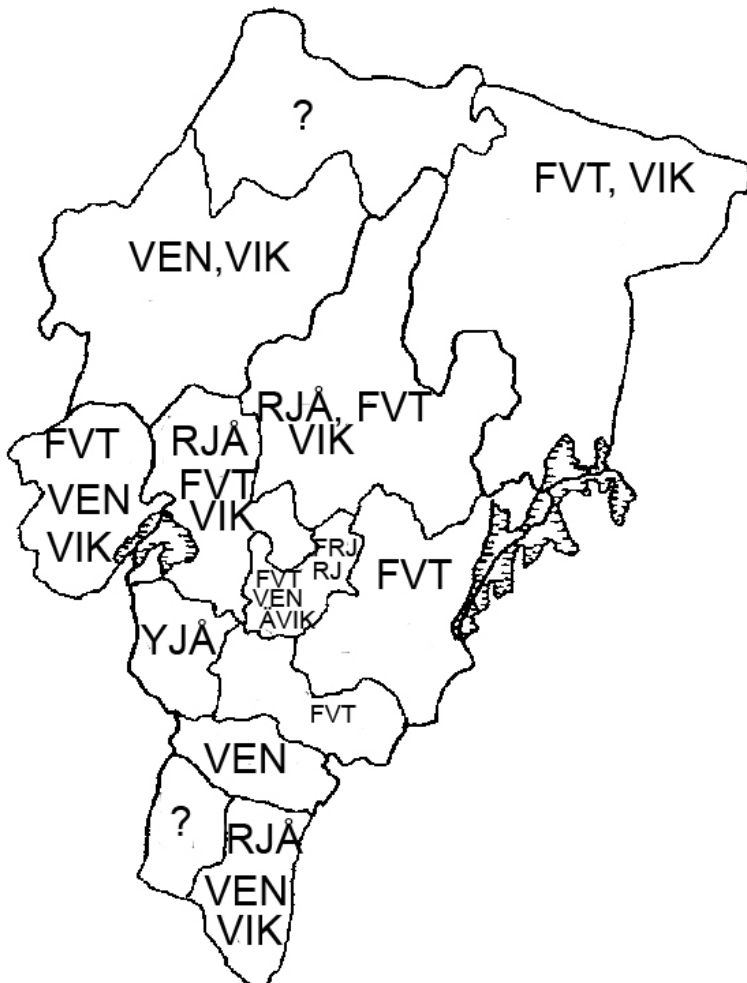 ?
FVT, VIK
VEN,VIK
RJÅ, FVT
VIK
FVT
VEN
VIK
RJÅ
FVT
VIK
FRJ
RJ
FVT
VEN
ÄVIK
FVT
YJÅ
FVT
VEN
?
RJÅ
VEN
VIK